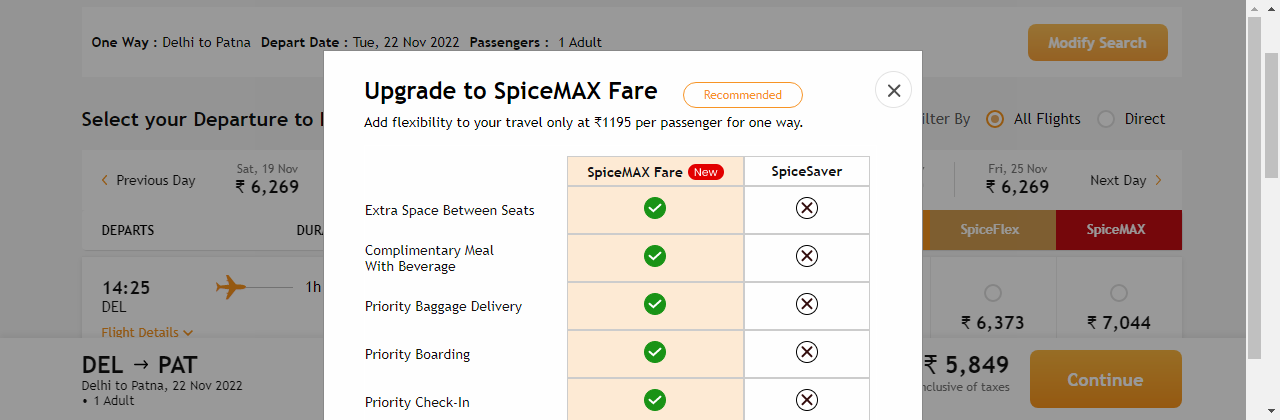 One Way : Delhi to Patna Depart Date : Tue, 22 Nov 2022 Passengers : 1 Adult
Modify Search
Upgrade to SpiceMAX Fare
Recommended
Add flexibility to your travel only at ₹1195 per passenger for one way.
Select your Departure to
ilter By
All Flights
Direct
Previous Day
Sat, 19 Nov
₹ 6,269
Fri, 25 Nov
₹ 6,269
Next Day
SpiceMAX Fare New
SpiceSaver
DEPARTS
DUR
SpiceFlex
SpiceMAX
Extra Space Between Seats
Complimentary Meal
With Beverage
Priority Baggage Delivery
Priority Boarding
Priority Check-In
14:25
DEL
1h
Flight Details
₹ 6,373
₹ 7,044
DEL → PAT
Delhi to Patna, 22 Nov 2022
• 1 Adult
₹ 5,849
nclusive of taxes
Continue